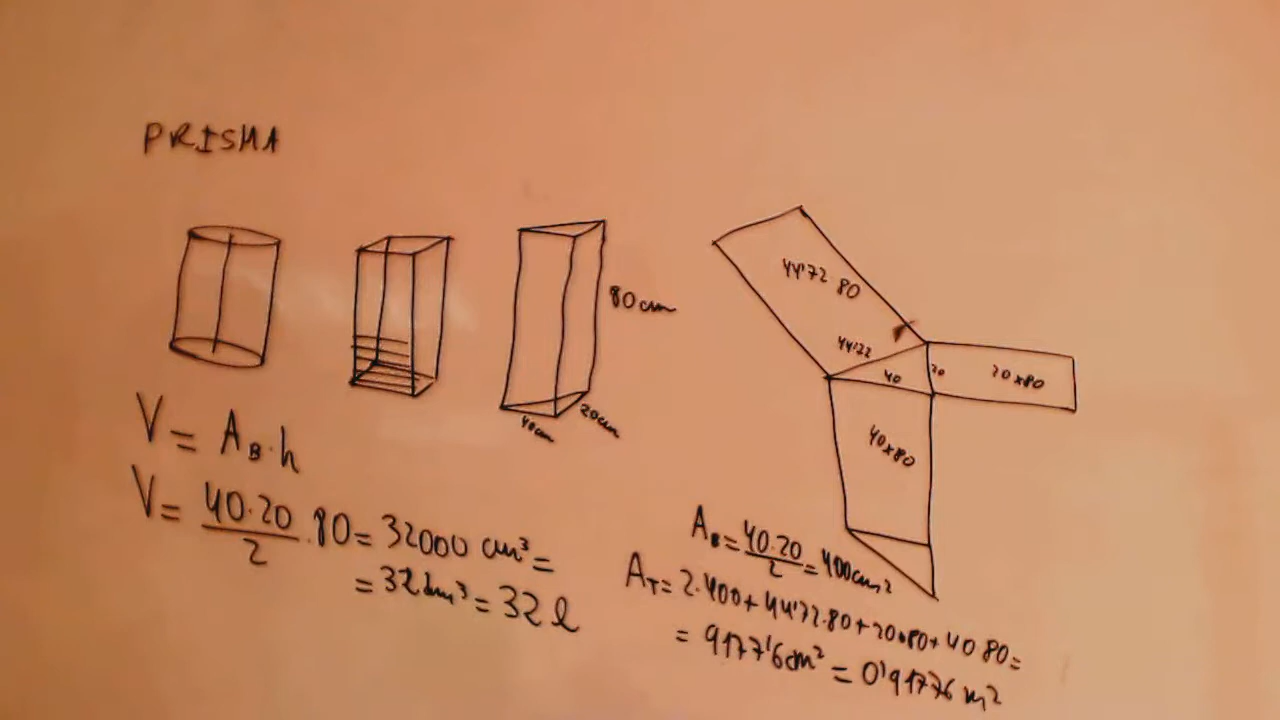 PRISMA
80cm
40cm
20cm
44'72·80
44'72
40
20
20x80
40x80
V = A_B·h
V = 40·20/2 · 80 = 32000 cm³ =
= 32 dm³ = 32 l
A_B = 40·20/2 = 400cm²
A_T = 2·400 + 44'72·80 + 20·80 + 40·80 =
= 9177'6cm² = 0'91776 m²